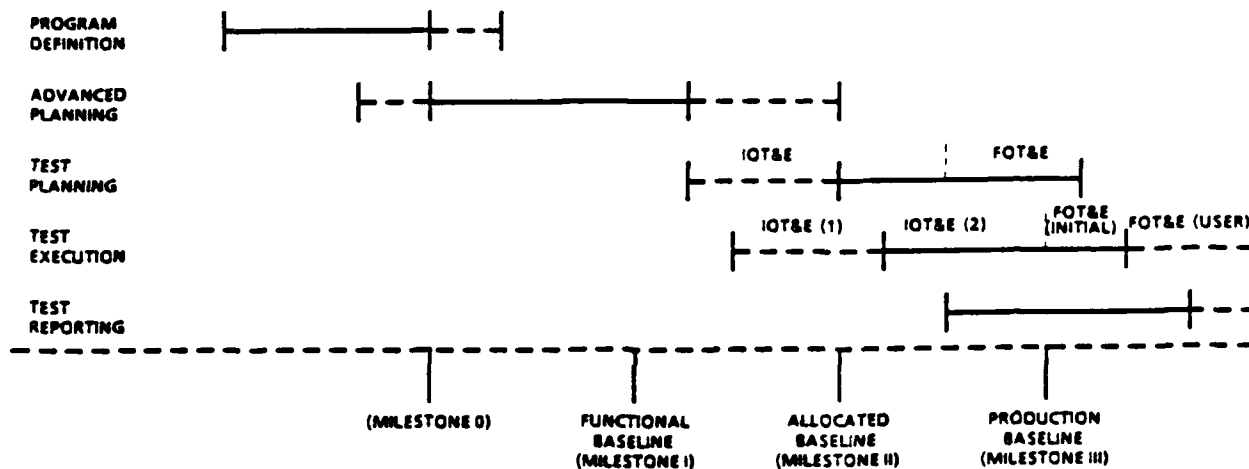 PROGRAM
DEFINITION
ADVANCED
PLANNING
TEST
PLANNING
IOT&E
FOT&E
TEST
EXECUTION
IOT&E (1)
IOT&E (2)
FOT&E
(INITIAL)
FOT&E (USER)
TEST
REPORTING
(MILESTONE 0)
FUNCTIONAL
BASELINE
(MILESTONE I)
ALLOCATED
BASELINE
(MILESTONE II)
PRODUCTION
BASELINE
(MILESTONE III)